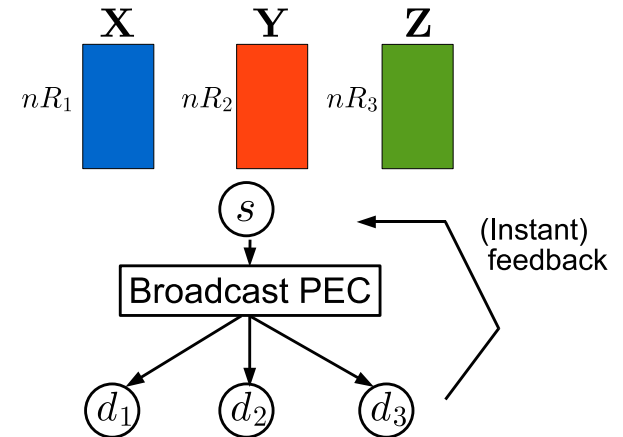 X Y Z
nR₁ nR₂ nR₃
s
(Instant)
feedback
Broadcast PEC
d₁ d₂ d₃